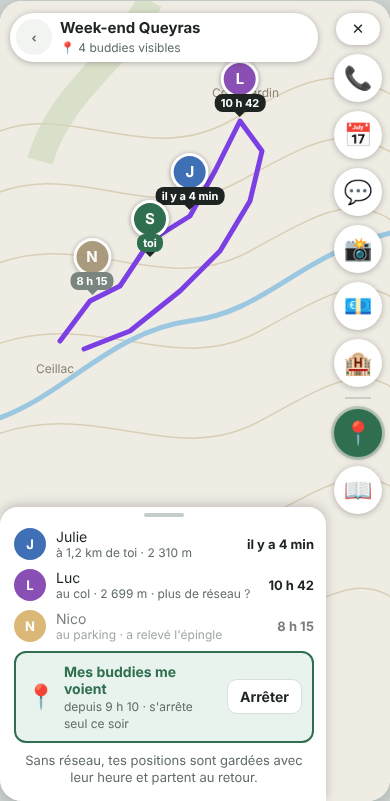 Week-end Queyras
📍 4 buddies visibles
L
10 h 42
J
il y a 4 min
S
toi
N
8 h 15
Ceillac
J
Julie
à 1,2 km de toi · 2 310 m
il y a 4 min
L
Luc
au col · 2 699 m · plus de réseau ?
10 h 42
N
Nico
au parking · a relevé l'épingle
8 h 15
Mes buddies me
voient
depuis 9 h 10 · s'arrête
seul ce soir
Arrêter
Sans réseau, tes positions sont gardées avec
leur heure et partent au retour.